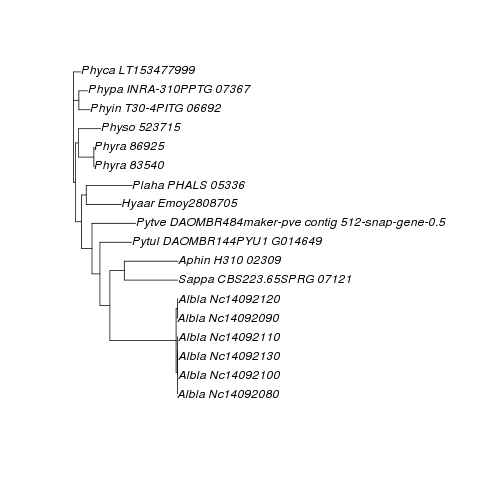 Phyca LT153477999
Phypa INRA-310PPTG 07367
Phyin T30-4PITG 06692
Physo 523715
Phyra 86925
Phyra 83540
Plaha PHALS 05336
Hyaar Emoy2808705
Pytve DAOMBR484maker-pve contig 512-snap-gene-0.5
Pytul DAOMBR144PYU1 G014649
Aphin H310 02309
Sappa CBS223.65SPRG 07121
Albla Nc14092120
Albla Nc14092090
Albla Nc14092110
Albla Nc14092130
Albla Nc14092100
Albla Nc14092080